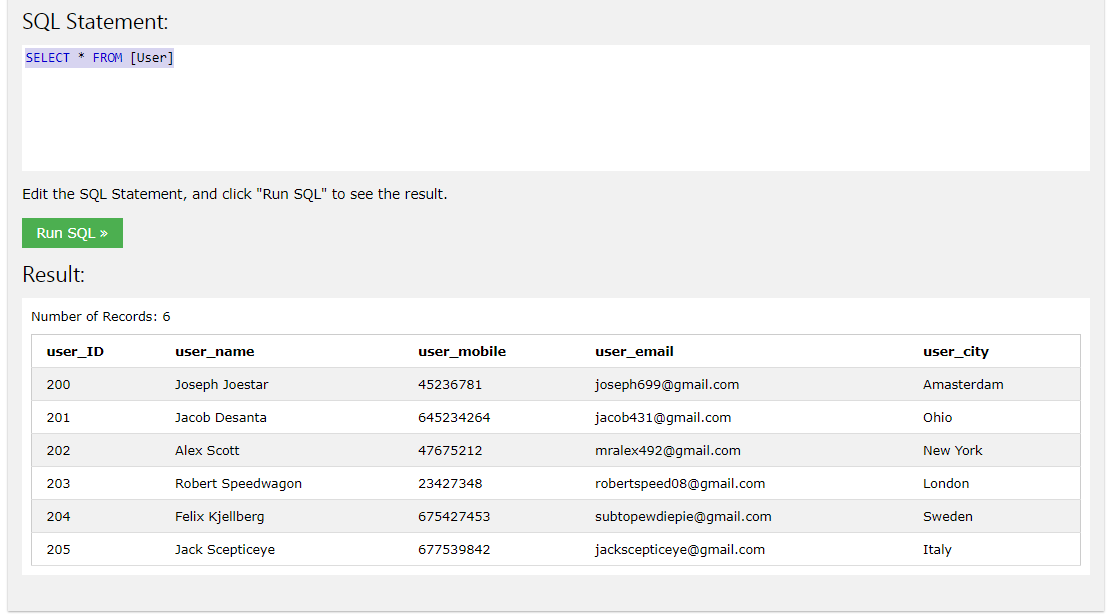 SQL Statement:
SELECT * FROM [User]
Edit the SQL Statement, and click "Run SQL" to see the result.
Run SQL »
Result:
Number of Records: 6
user_ID user_name user_mobile user_email user_city
200 Joseph Joestar 45236781 joseph699@gmail.com Amasterdam
201 Jacob Desanta 645234264 jacob431@gmail.com Ohio
202 Alex Scott 47675212 mralex492@gmail.com New York
203 Robert Speedwagon 23427348 robertspeed08@gmail.com London
204 Felix Kjellberg 675427453 subtopewdiepie@gmail.com Sweden
205 Jack Scepticeye 677539842 jackscepticeye@gmail.com Italy